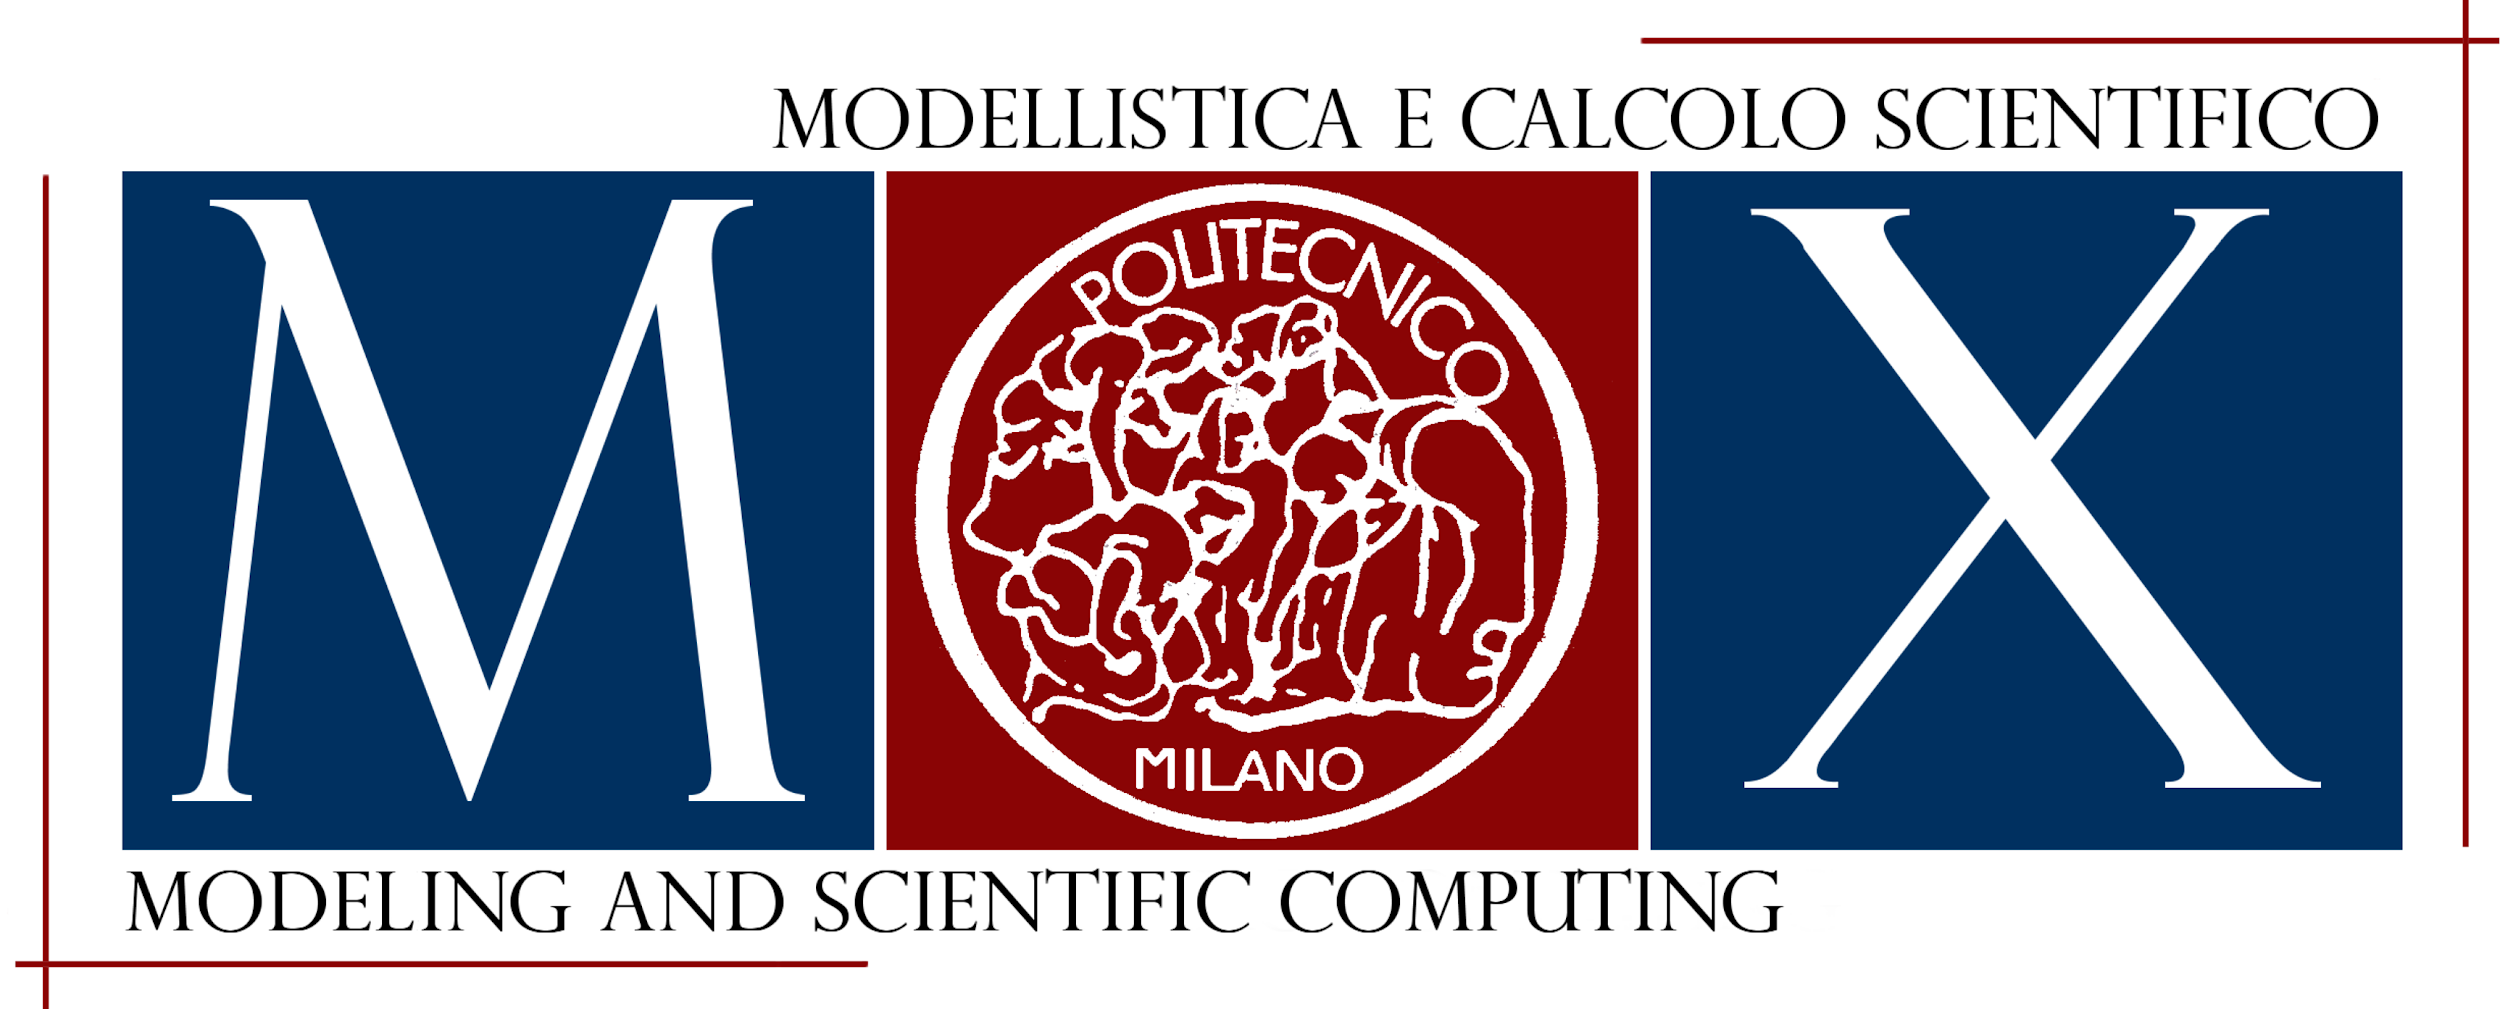 MODELLISTICA E CALCOLO SCIENTIFICO
M X
POLITECNICO
MILANO
MODELING AND SCIENTIFIC COMPUTING